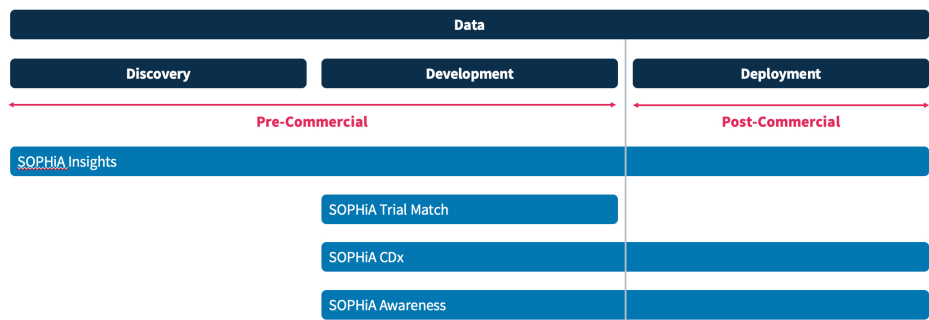 Data
Discovery
Development
Deployment
Pre-Commercial
Post-Commercial
SOPHiA Insights
SOPHiA Trial Match
SOPHiA CDx
SOPHiA Awareness